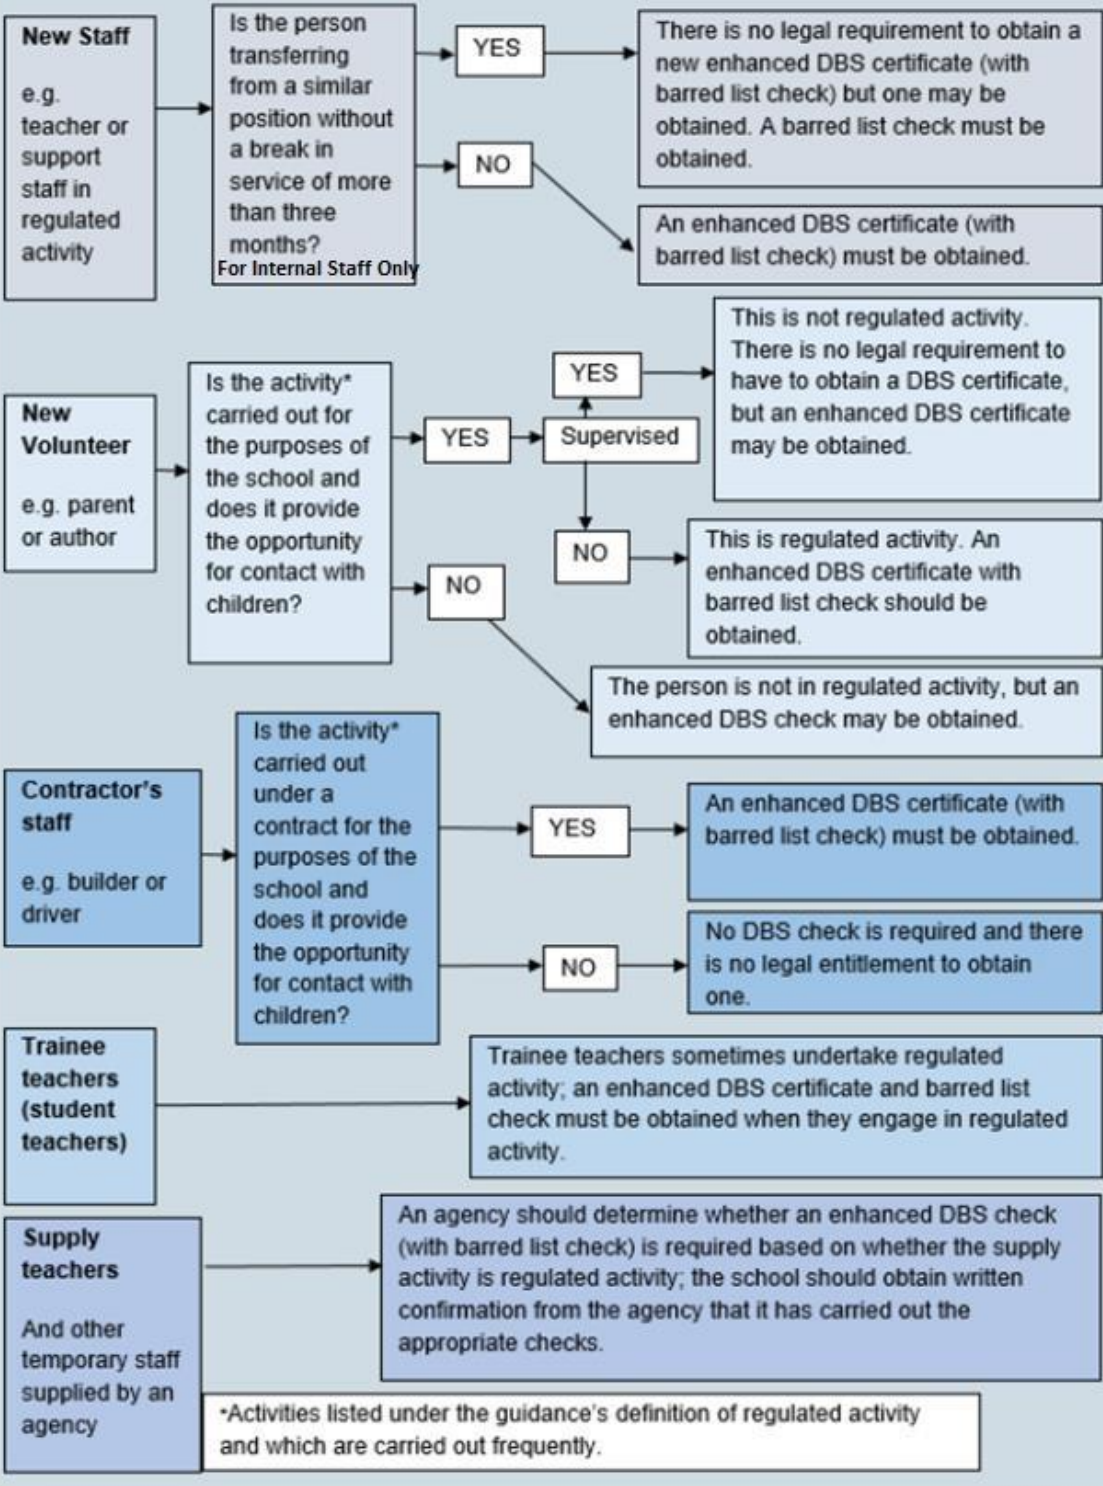 New Staff
e.g.
teacher or
support
staff in
regulated
activity
Is the person
transferring
from a similar
position without
a break in
service of more
than three
months?
For Internal Staff Only
YES
There is no legal requirement to obtain a
new enhanced DBS certificate (with
barred list check) but one may be
obtained. A barred list check must be
obtained.
NO
An enhanced DBS certificate (with
barred list check) must be obtained.
New
Volunteer
e.g. parent
or author
Is the activity*
carried out for
the purposes of
the school and
does it provide
the opportunity
for contact with
children?
YES
Supervised
YES
This is not regulated activity.
There is no legal requirement to
have to obtain a DBS certificate,
but an enhanced DBS certificate
may be obtained.
NO
This is regulated activity. An
enhanced DBS certificate with
barred list check should be
obtained.
NO
The person is not in regulated activity, but an
enhanced DBS check may be obtained.
Contractor's
staff
e.g. builder or
driver
Is the activity*
carried out
under a
contract for the
purposes of the
school and
does it provide
the opportunity
for contact with
children?
YES
An enhanced DBS certificate (with
barred list check) must be obtained.
NO
No DBS check is required and there
is no legal entitlement to obtain
one.
Trainee
teachers
(student
teachers)
Trainee teachers sometimes undertake regulated
activity; an enhanced DBS certificate and barred list
check must be obtained when they engage in regulated
activity.
Supply
teachers
And other
temporary staff
supplied by an
agency
An agency should determine whether an enhanced DBS check
(with barred list check) is required based on whether the supply
activity is regulated activity; the school should obtain written
confirmation from the agency that it has carried out the
appropriate checks.
*Activities listed under the guidance's definition of regulated activity
and which are carried out frequently.